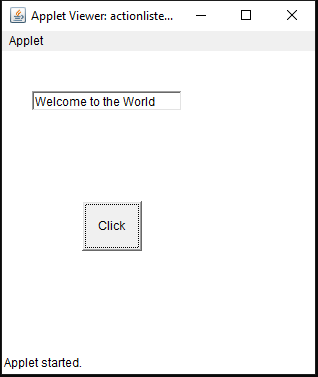 Applet Viewer: actionliste...
Applet
Welcome to the World
Click
Applet started.